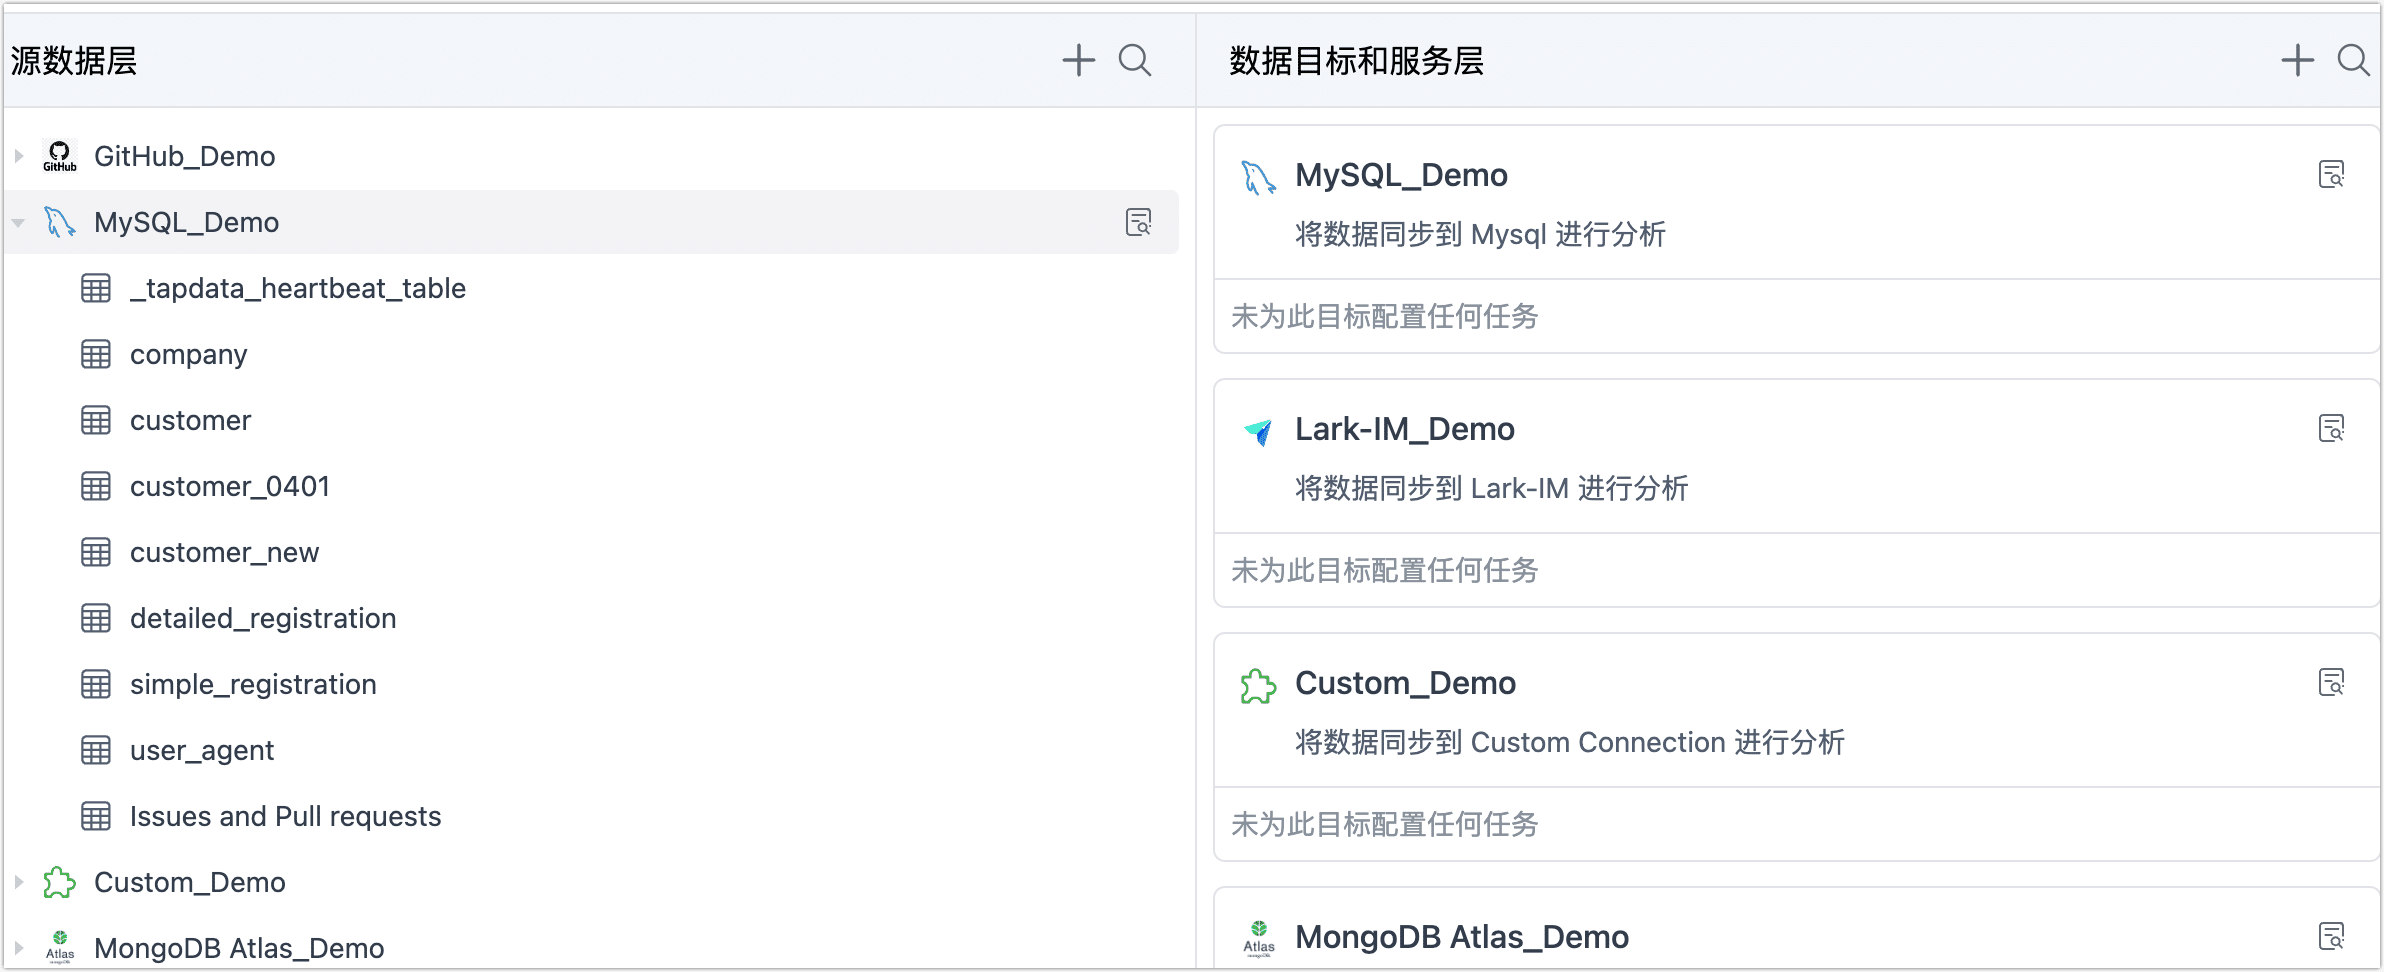 源数据层
GitHub
GitHub_Demo
MySQL_Demo
_tapdata_heartbeat_table
company
customer
customer_0401
customer_new
detailed_registration
simple_registration
user_agent
Issues and Pull requests
Custom_Demo
Atlas
MongoDB Atlas_Demo
数据目标和服务层
MySQL_Demo
将数据同步到 Mysql 进行分析
未为此目标配置任何任务
Lark-IM_Demo
将数据同步到 Lark-IM 进行分析
未为此目标配置任何任务
Custom_Demo
将数据同步到 Custom Connection 进行分析
未为此目标配置任何任务
Atlas
MongoDB Atlas_Demo